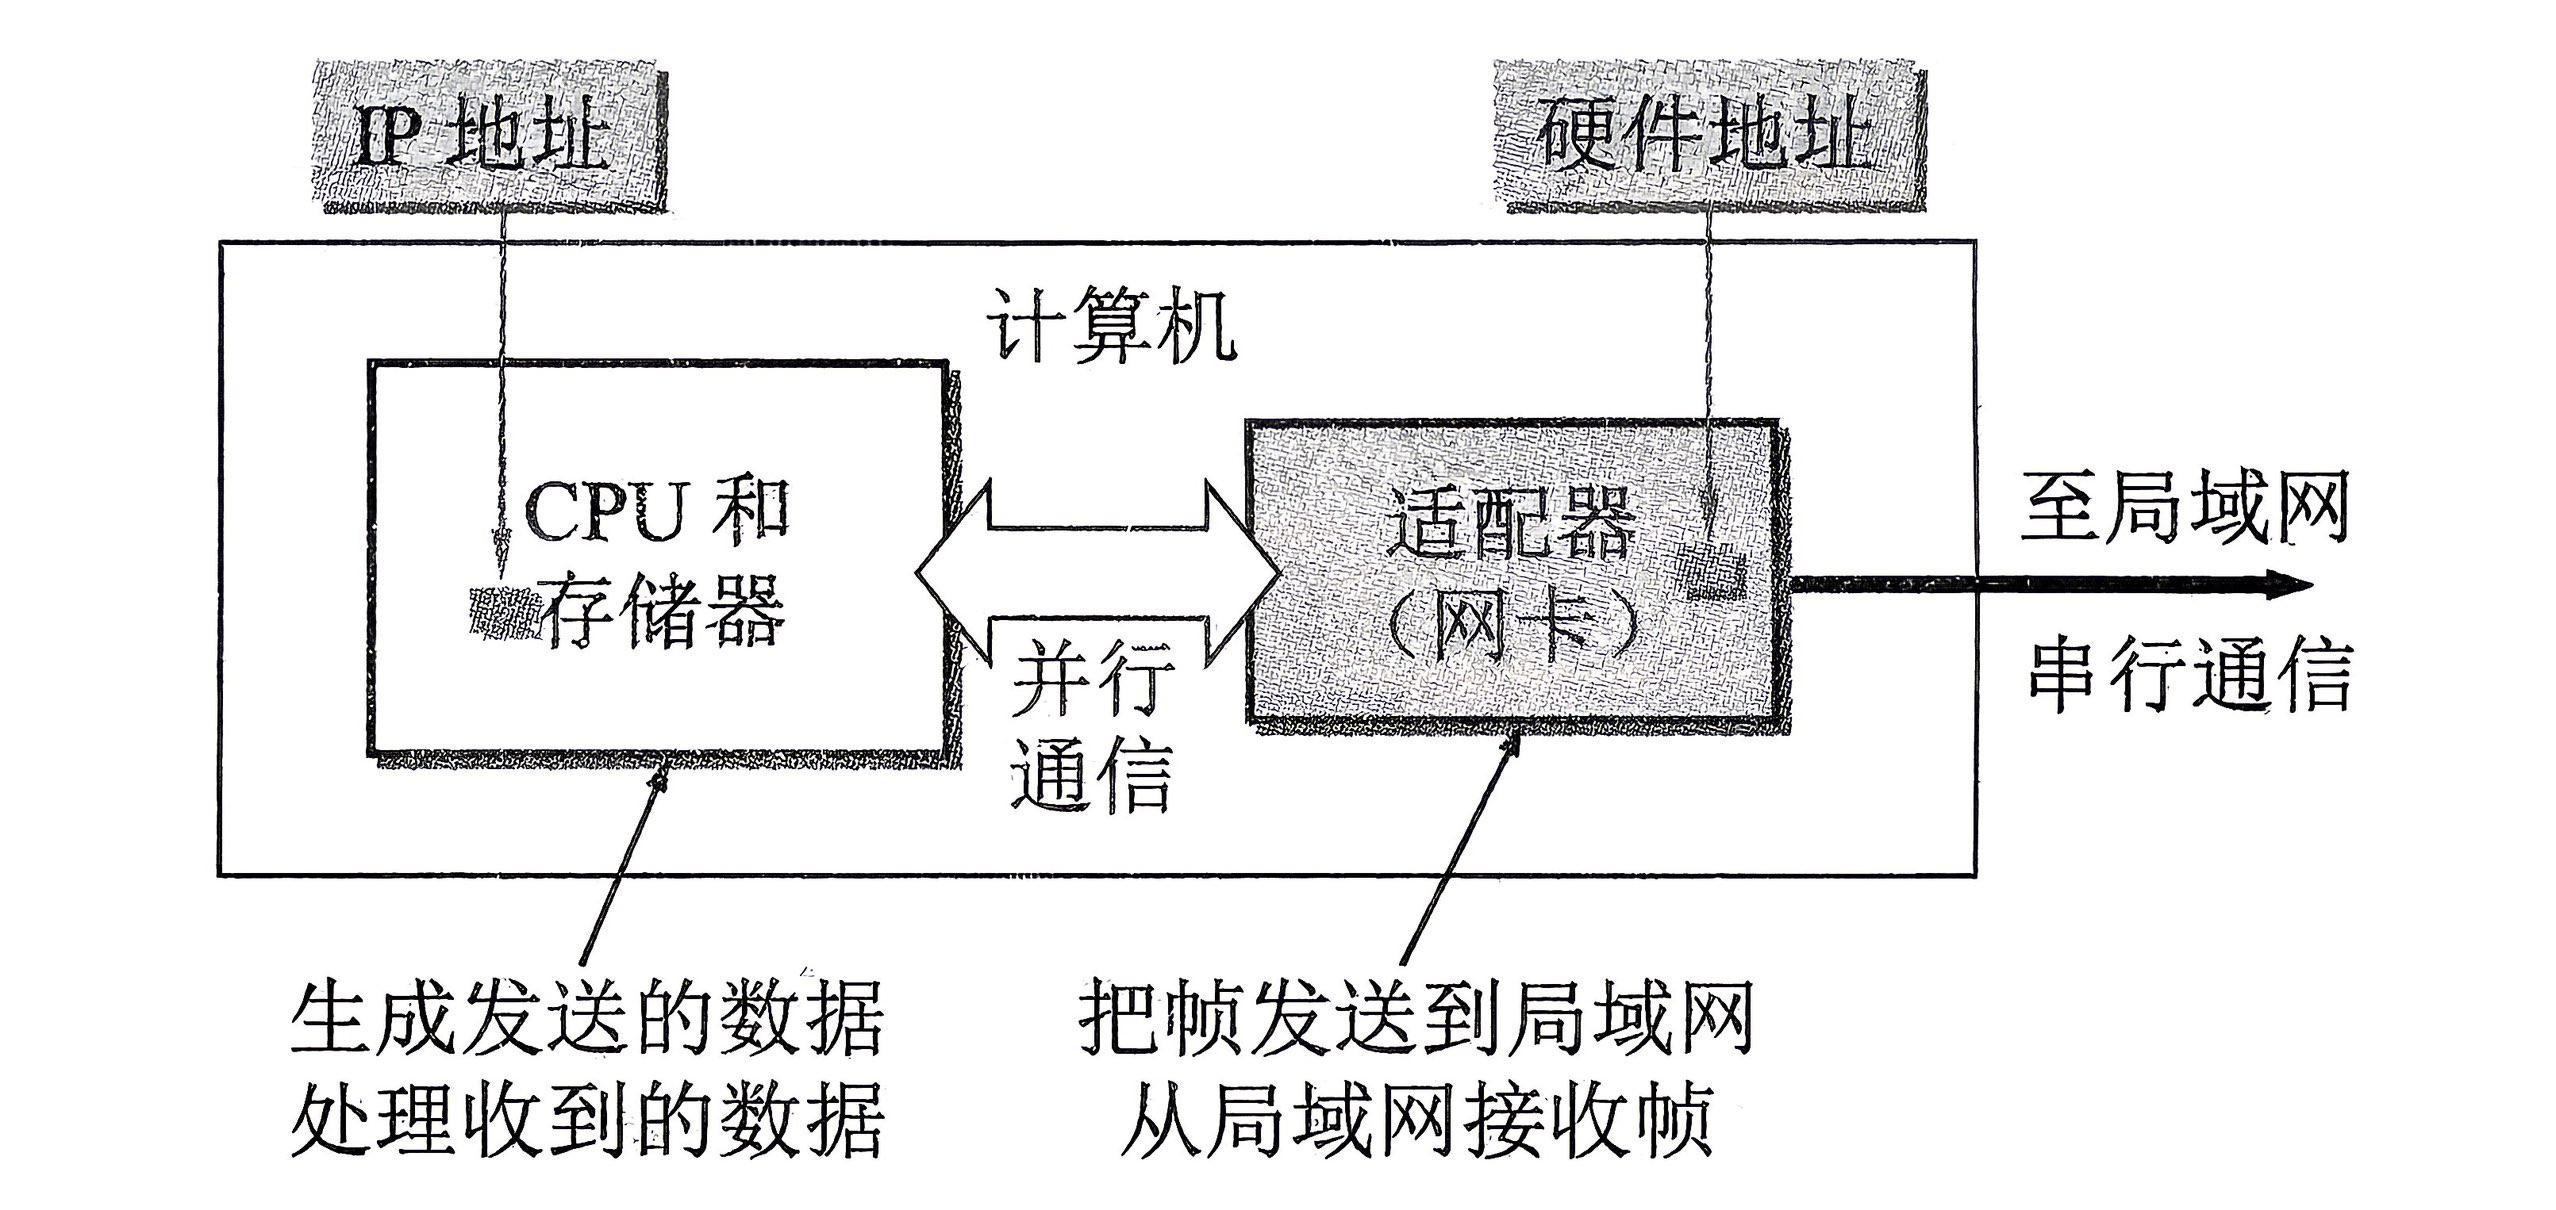 IP 地址
硬件地址
计算机
CPU 和
存储器
适配器
（网卡）
并行
通信
至局域网
串行通信
生成发送的数据
处理收到的数据
把帧发送到局域网
从局域网接收帧